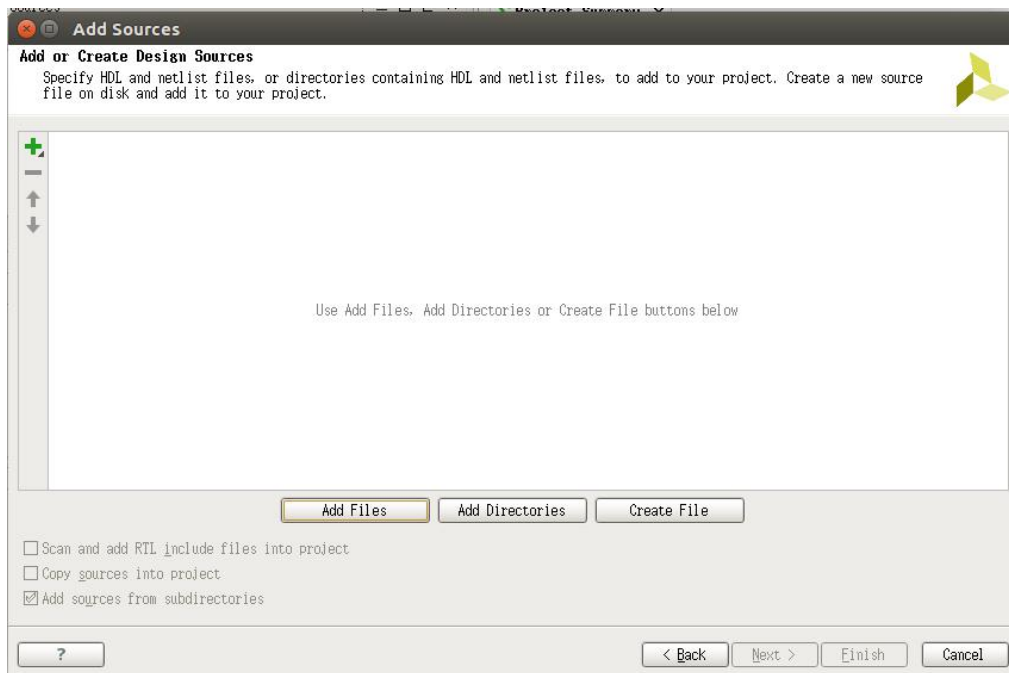 Sources
Project Summary
Add Sources
Add or Create Design Sources
Specify HDL and netlist files, or directories containing HDL and netlist files, to add to your project. Create a new source
file on disk and add it to your project.
Use Add Files, Add Directories or Create File buttons below
Add Files
Add Directories
Create File
Scan and add RTL include files into project
Copy sources into project
Add sources from subdirectories
?
< Back
Next >
Finish
Cancel